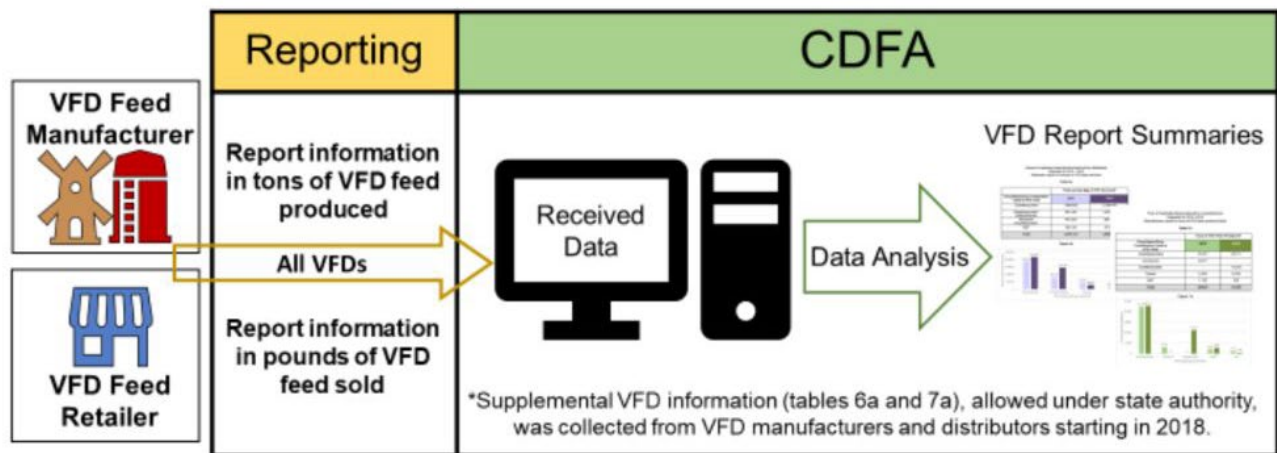 Reporting
CDFA
VFD Feed
Manufacturer
Report information
in tons of VFD feed
produced
All VFDs
Report information
in pounds of VFD
feed sold
VFD Feed
Retailer
Received
Data
Data Analysis
VFD Report Summaries
*Supplemental VFD information (tables 6a and 7a), allowed under state authority,
was collected from VFD manufacturers and distributors starting in 2018.